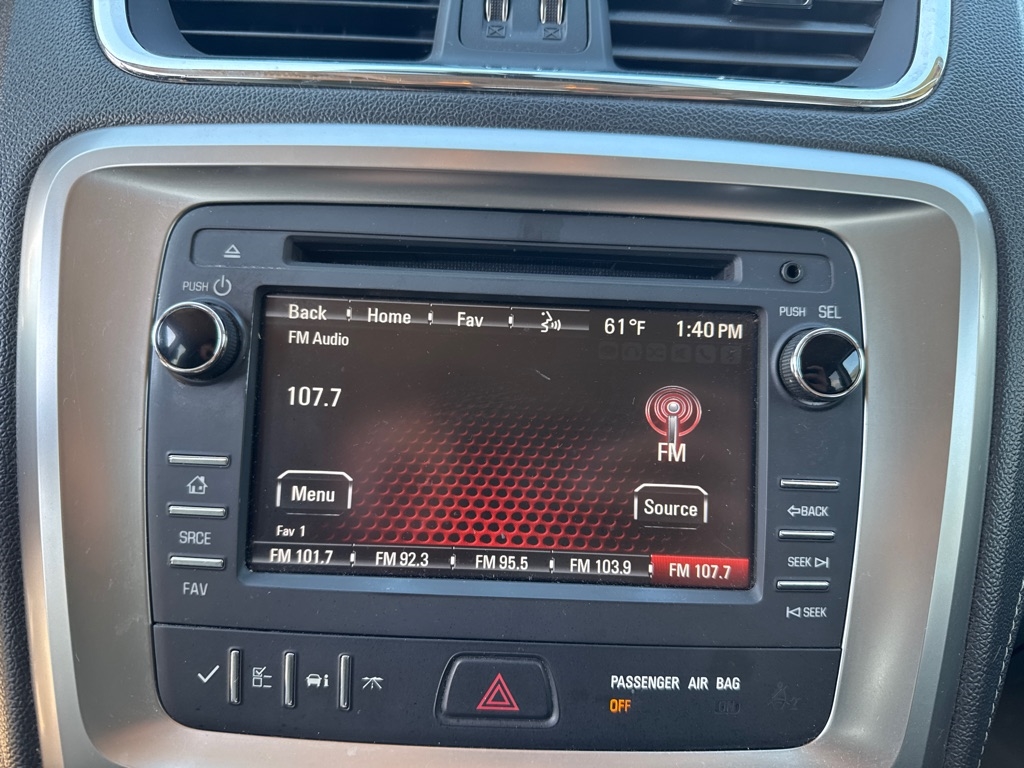 PUSH
PUSH SEL
Back Home Fav 61°F 1:40 PM
FM Audio
107.7
FM
Menu
Source
Fav 1
FM 101.7 FM 92.3 FM 95.5 FM 103.9 FM 107.7
SRCE
FAV
BACK
SEEK
SEEK
PASSENGER AIR BAG
OFF ON